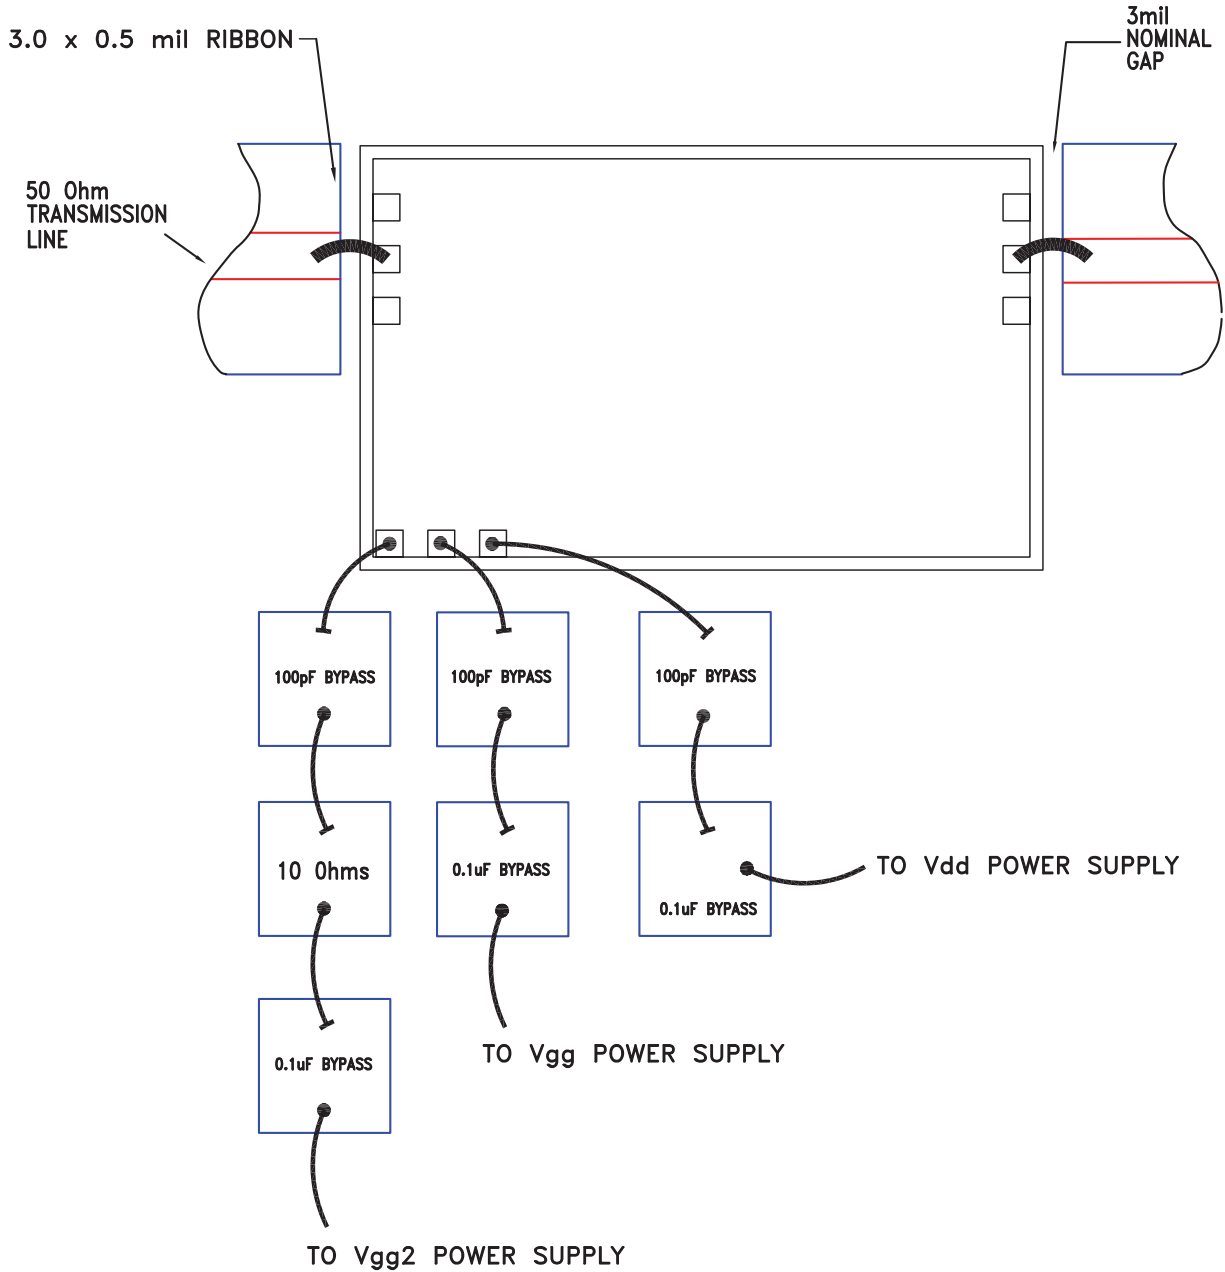 3mil
NOMINAL
GAP
3.0 x 0.5 mil RIBBON
50 Ohm
TRANSMISSION
LINE
100pF BYPASS
100pF BYPASS
100pF BYPASS
10 Ohms
0.1uF BYPASS
0.1uF BYPASS
TO Vdd POWER SUPPLY
TO Vgg POWER SUPPLY
0.1uF BYPASS
TO Vgg2 POWER SUPPLY